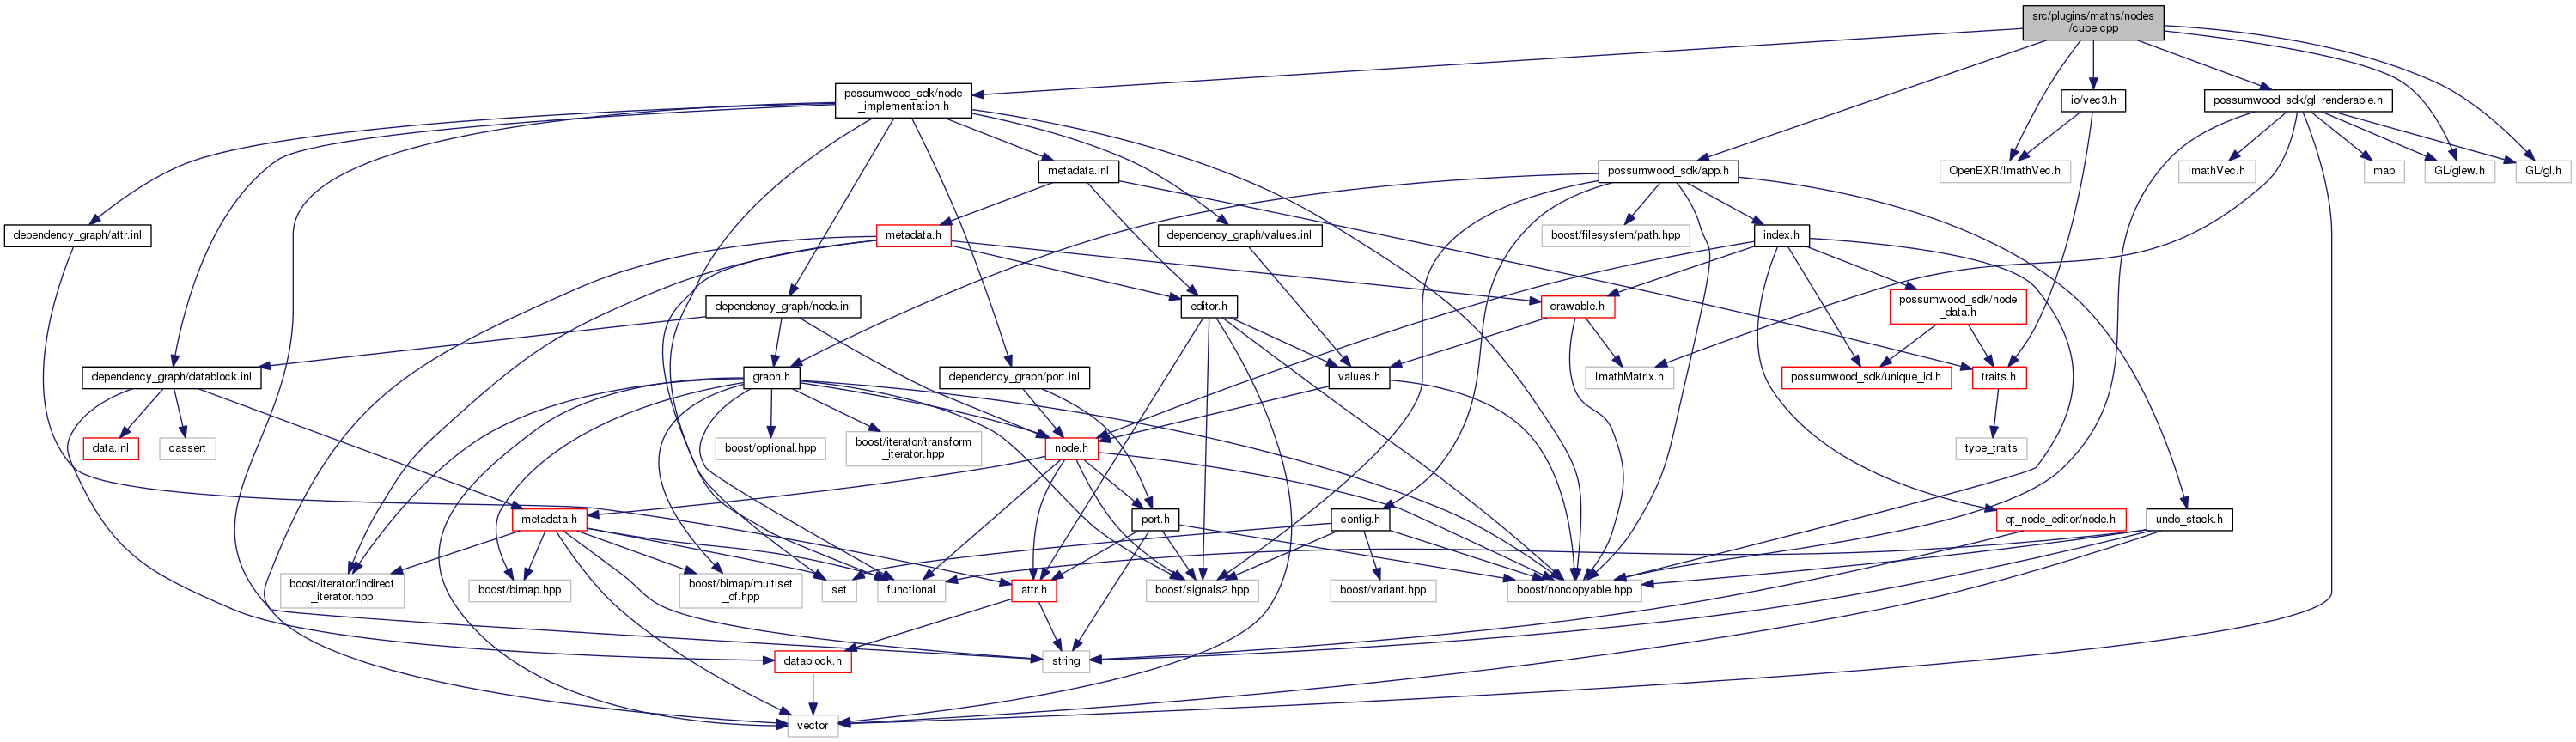 src/plugins/maths/nodes
/cube.cpp
possumwood_sdk/node
_implementation.h
io/vec3.h
possumwood_sdk/gl_renderable.h
metadata.inl
possumwood_sdk/app.h
OpenEXR/ImathVec.h
ImathVec.h
map
GL/glew.h
GL/gl.h
dependency_graph/attr.inl
metadata.h
dependency_graph/values.inl
boost/filesystem/path.hpp
index.h
dependency_graph/node.inl
editor.h
drawable.h
possumwood_sdk/node
_data.h
dependency_graph/datablock.inl
graph.h
dependency_graph/port.inl
values.h
ImathMatrix.h
possumwood_sdk/unique_id.h
traits.h
data.inl
cassert
boost/optional.hpp
boost/iterator/transform
_iterator.hpp
node.h
type_traits
metadata.h
port.h
config.h
qt_node_editor/node.h
undo_stack.h
boost/iterator/indirect
_iterator.hpp
boost/bimap.hpp
boost/bimap/multiset
_of.hpp
set
functional
attr.h
boost/signals2.hpp
boost/variant.hpp
boost/noncopyable.hpp
datablock.h
string
vector